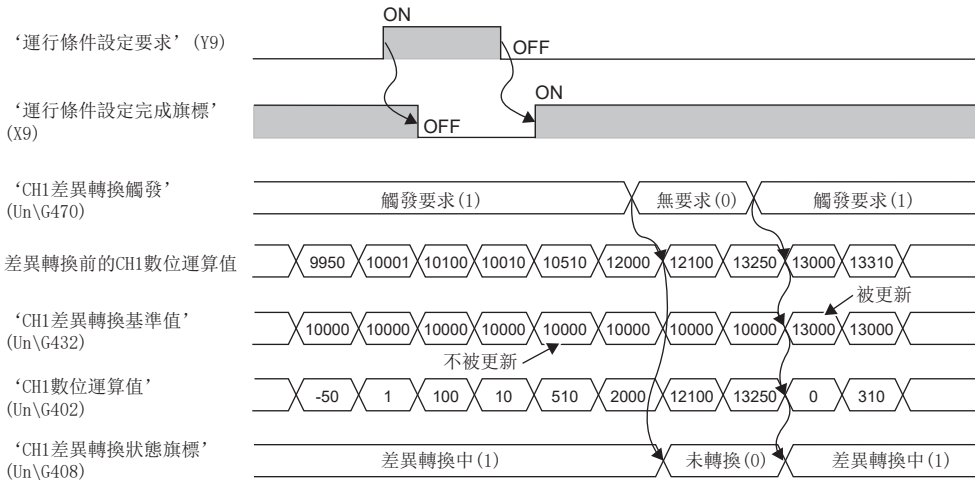 ON
‘運行條件設定要求’(Y9)
OFF
ON
‘運行條件設定完成旗標’
(X9)
OFF
‘CH1差異轉換觸發’
(Un\G470)
觸發要求(1) 無要求(0) 觸發要求(1)
差異轉換前的CH1數位運算值
9950 10001 10100 10010 10510 12000 12100 13250 13000 13310
被更新
‘CH1差異轉換基準值’
(Un\G432)
10000 10000 10000 10000 10000 10000 10000 10000 13000 13000
不被更新
‘CH1數位運算值’
(Un\G402)
-50 1 100 10 510 2000 12100 13250 0 310
‘CH1差異轉換狀態旗標’
(Un\G408)
差異轉換中(1) 未轉換(0) 差異轉換中(1)